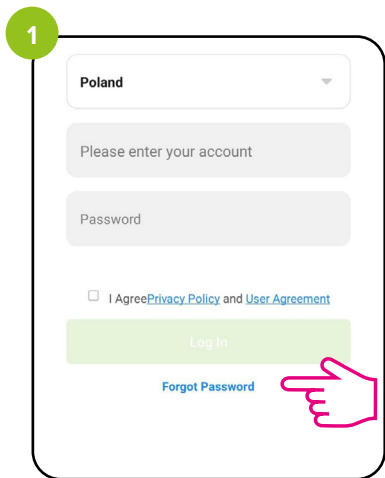 1
Poland
Please enter your account
Password
I AgreePrivacy Policy and User Agreement
Log In
Forgot Password